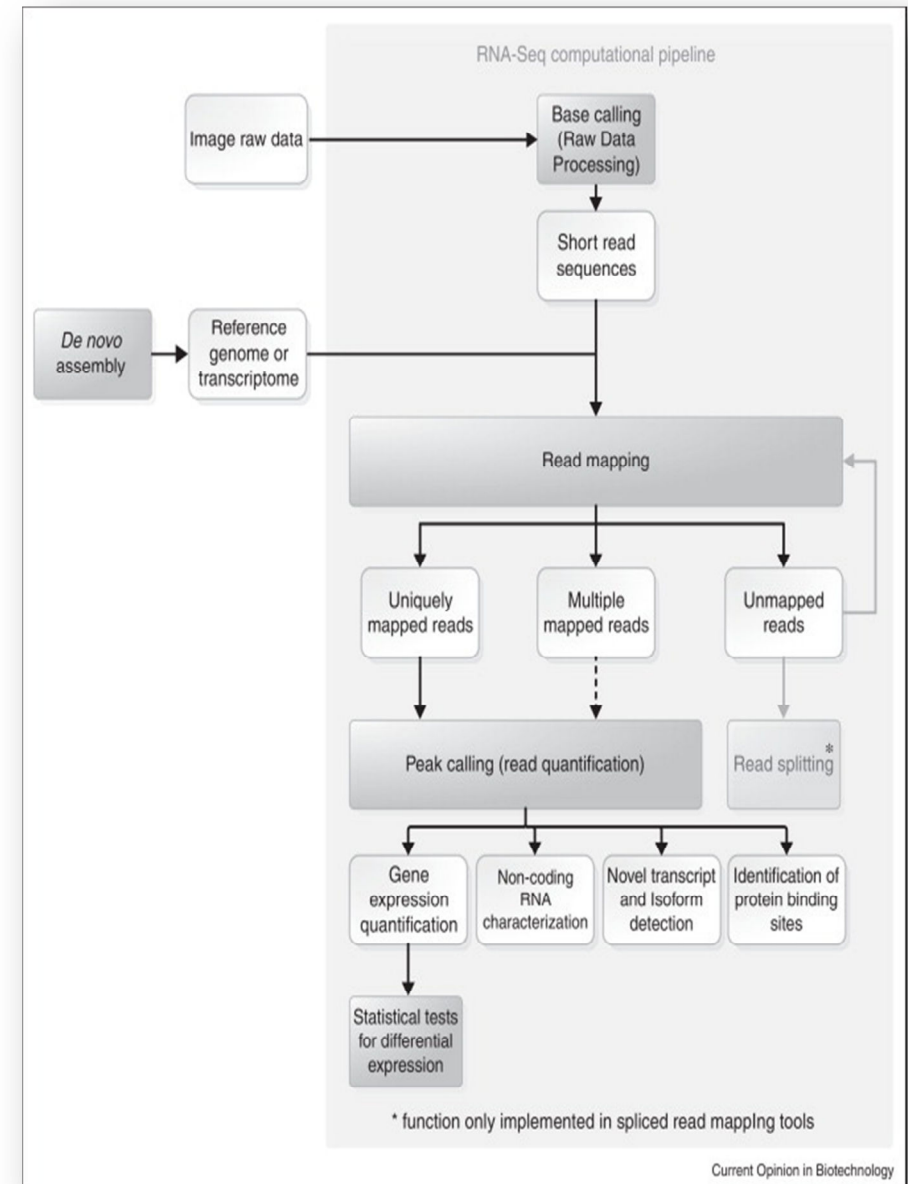 RNA-Seq computational pipeline
Image raw data
Base calling
(Raw Data
Processing)
Short read
sequences
De novo
assembly
Reference
genome or
transcriptome
Read mapping
Uniquely
mapped reads
Multiple
mapped reads
Unmapped
reads
Peak calling (read quantification)
Read splitting*
Gene
expression
quantification
Non-coding
RNA
characterization
Novel transcript
and Isoform
detection
Identification of
protein binding
sites
Statistical tests
for differential
expression
* function only implemented in spliced read mappIng tools
Current Opinion in Biotechnology